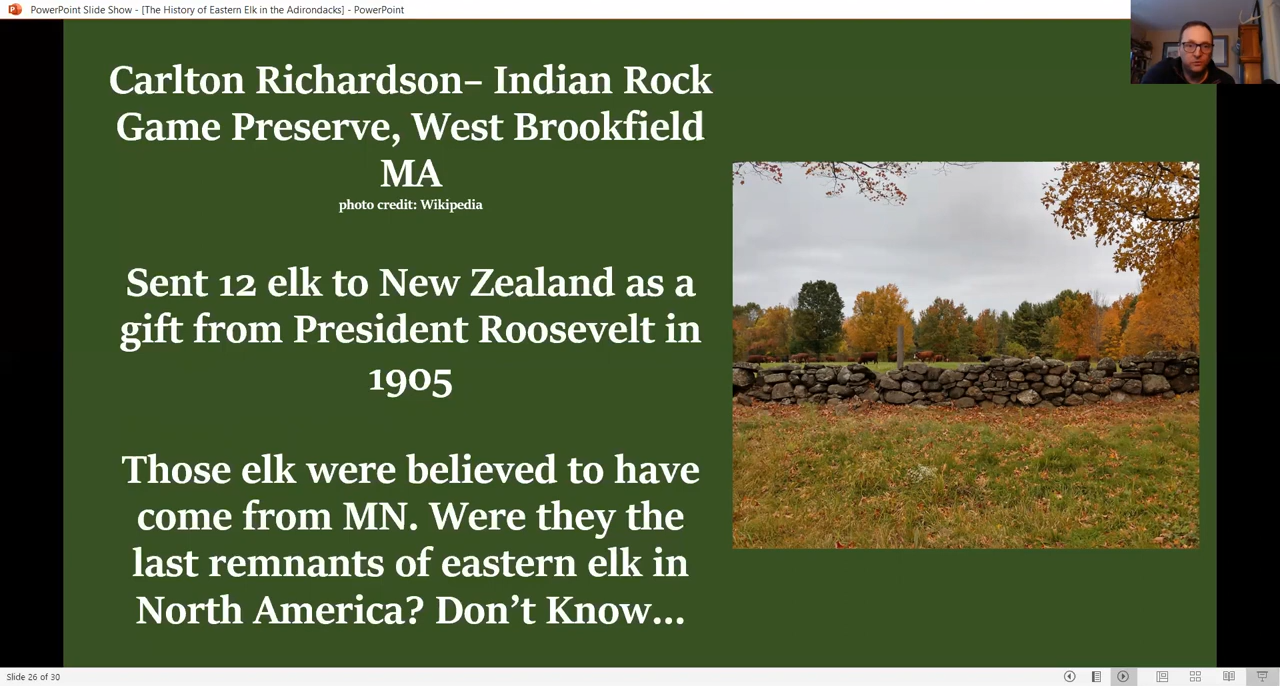 PowerPoint Slide Show - [The History of Eastern Elk in the Adirondacks] - PowerPoint
Carlton Richardson– Indian Rock
Game Preserve, West Brookfield
MA
photo credit: Wikipedia
Sent 12 elk to New Zealand as a
gift from President Roosevelt in
1905
Those elk were believed to have
come from MN. Were they the
last remnants of eastern elk in
North America? Don’t Know…
Slide 26 of 30